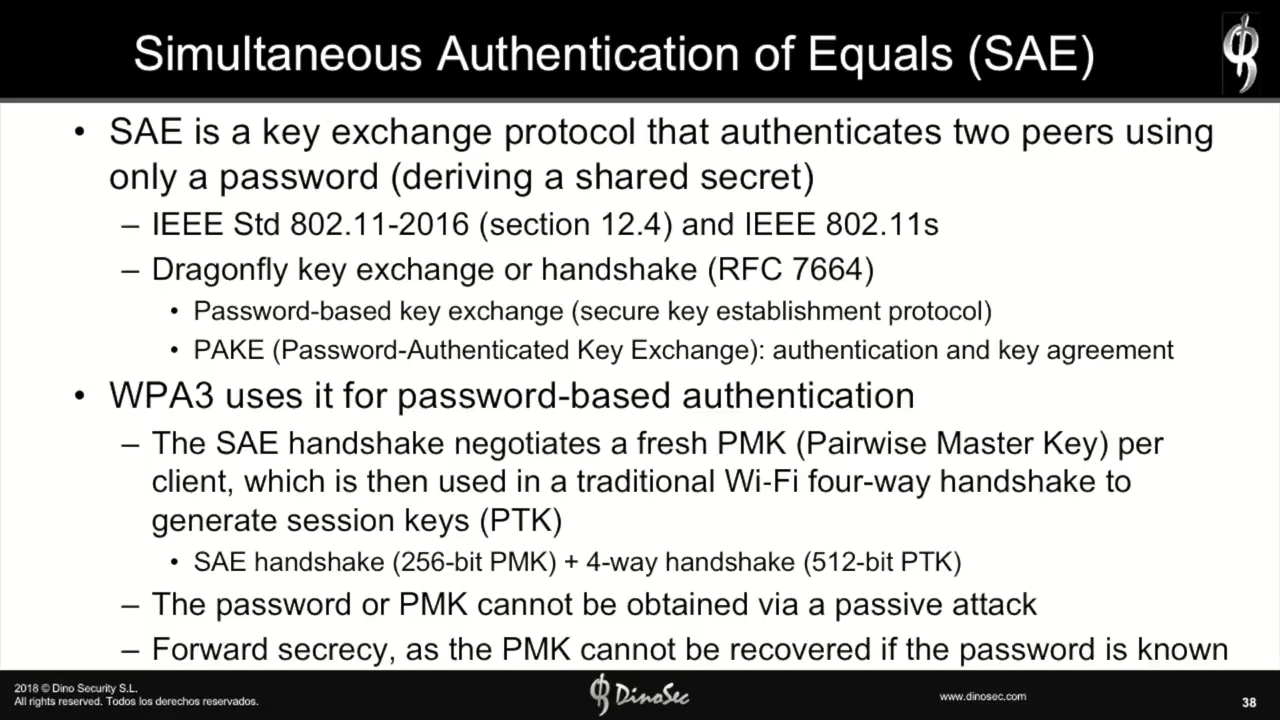 Simultaneous Authentication of Equals (SAE)
• SAE is a key exchange protocol that authenticates two peers using
only a password (deriving a shared secret)
– IEEE Std 802.11-2016 (section 12.4) and IEEE 802.11s
– Dragonfly key exchange or handshake (RFC 7664)
• Password-based key exchange (secure key establishment protocol)
• PAKE (Password-Authenticated Key Exchange): authentication and key agreement
• WPA3 uses it for password-based authentication
– The SAE handshake negotiates a fresh PMK (Pairwise Master Key) per
client, which is then used in a traditional Wi-Fi four-way handshake to
generate session keys (PTK)
• SAE handshake (256-bit PMK) + 4-way handshake (512-bit PTK)
– The password or PMK cannot be obtained via a passive attack
– Forward secrecy, as the PMK cannot be recovered if the password is known
2018 © Dino Security S.L.
All rights reserved. Todos los derechos reservados.
DinoSec
www.dinosec.com
38